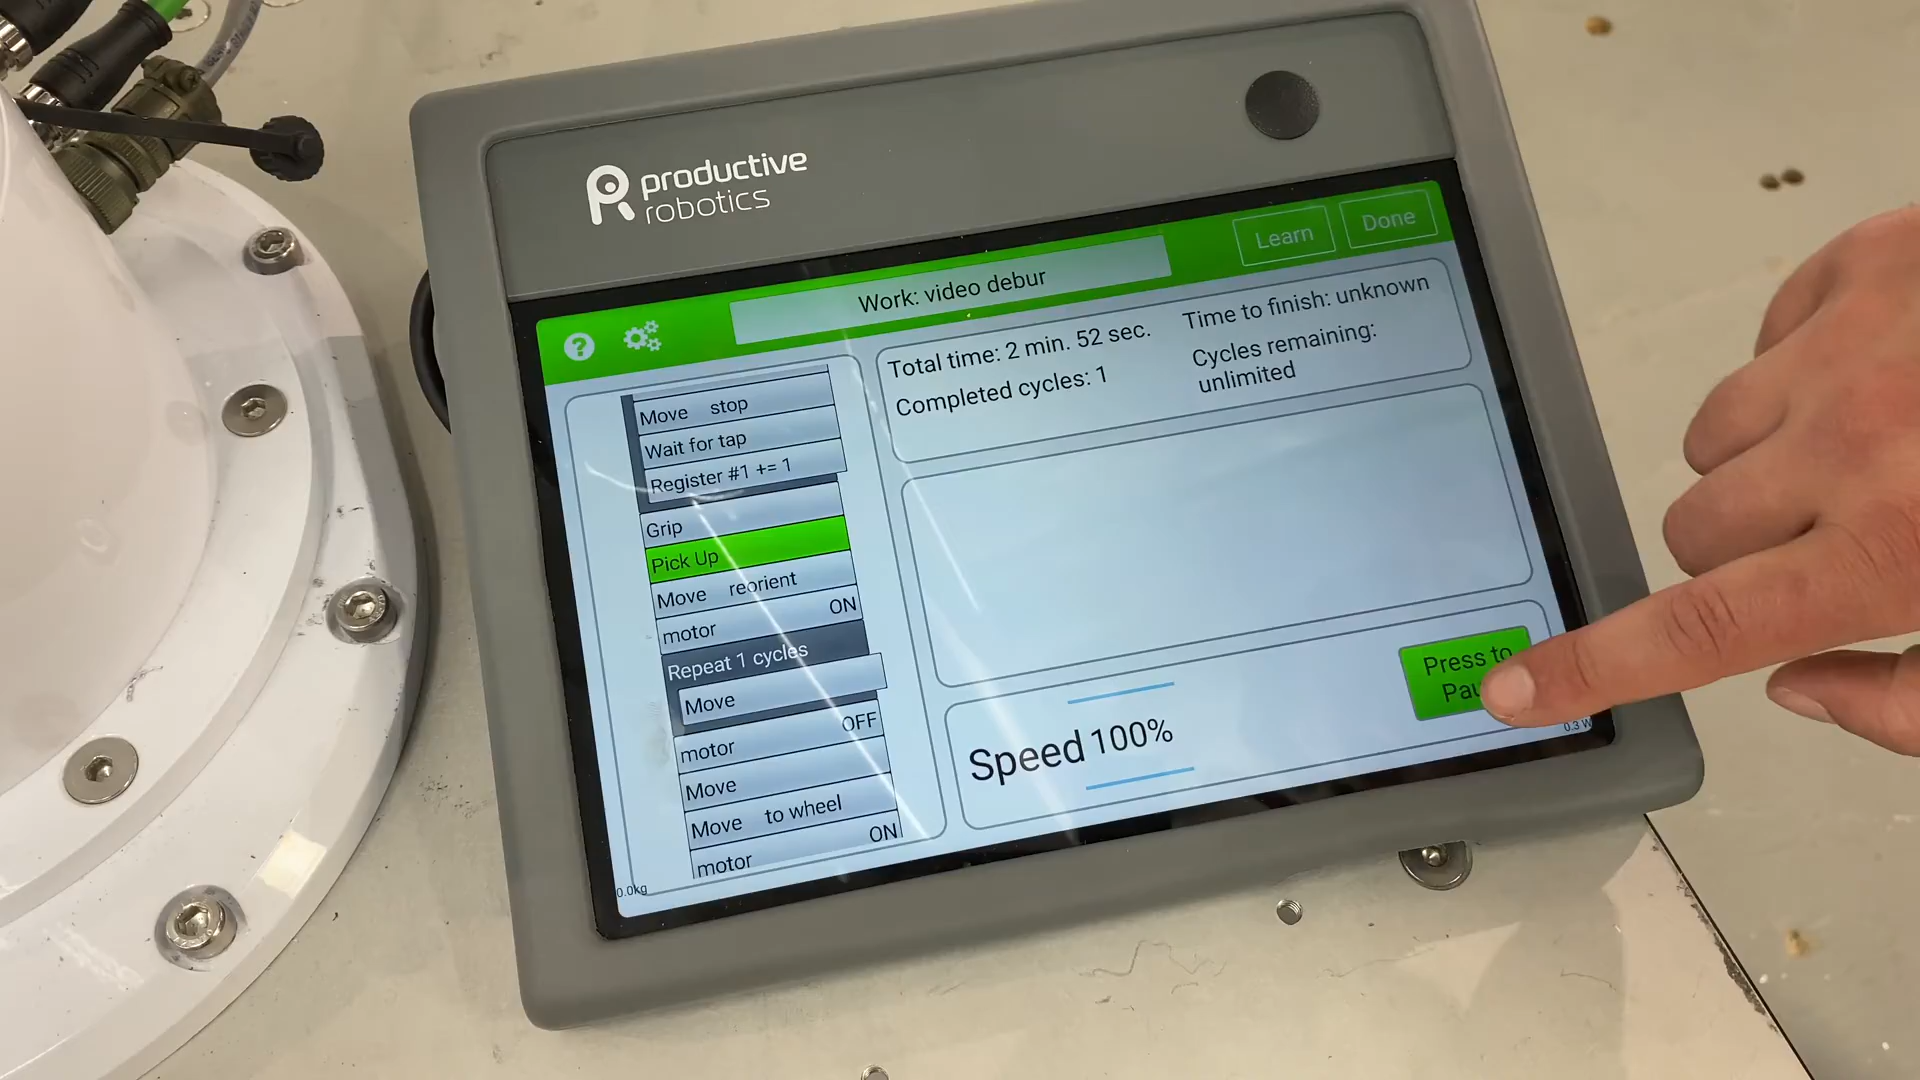 productive
robotics
Learn
Done
Work: video debur
?
Total time: 2 min. 52 sec.
Completed cycles: 1
Time to finish: unknown
Cycles remaining:
unlimited
Move stop
Wait for tap
Register #1 += 1
Grip
Pick Up
Move reorient
motor ON
Repeat 1 cycles
Move
motor OFF
Move
Move to wheel
motor ON
0.0kg
Speed 100%
Press to
0.3